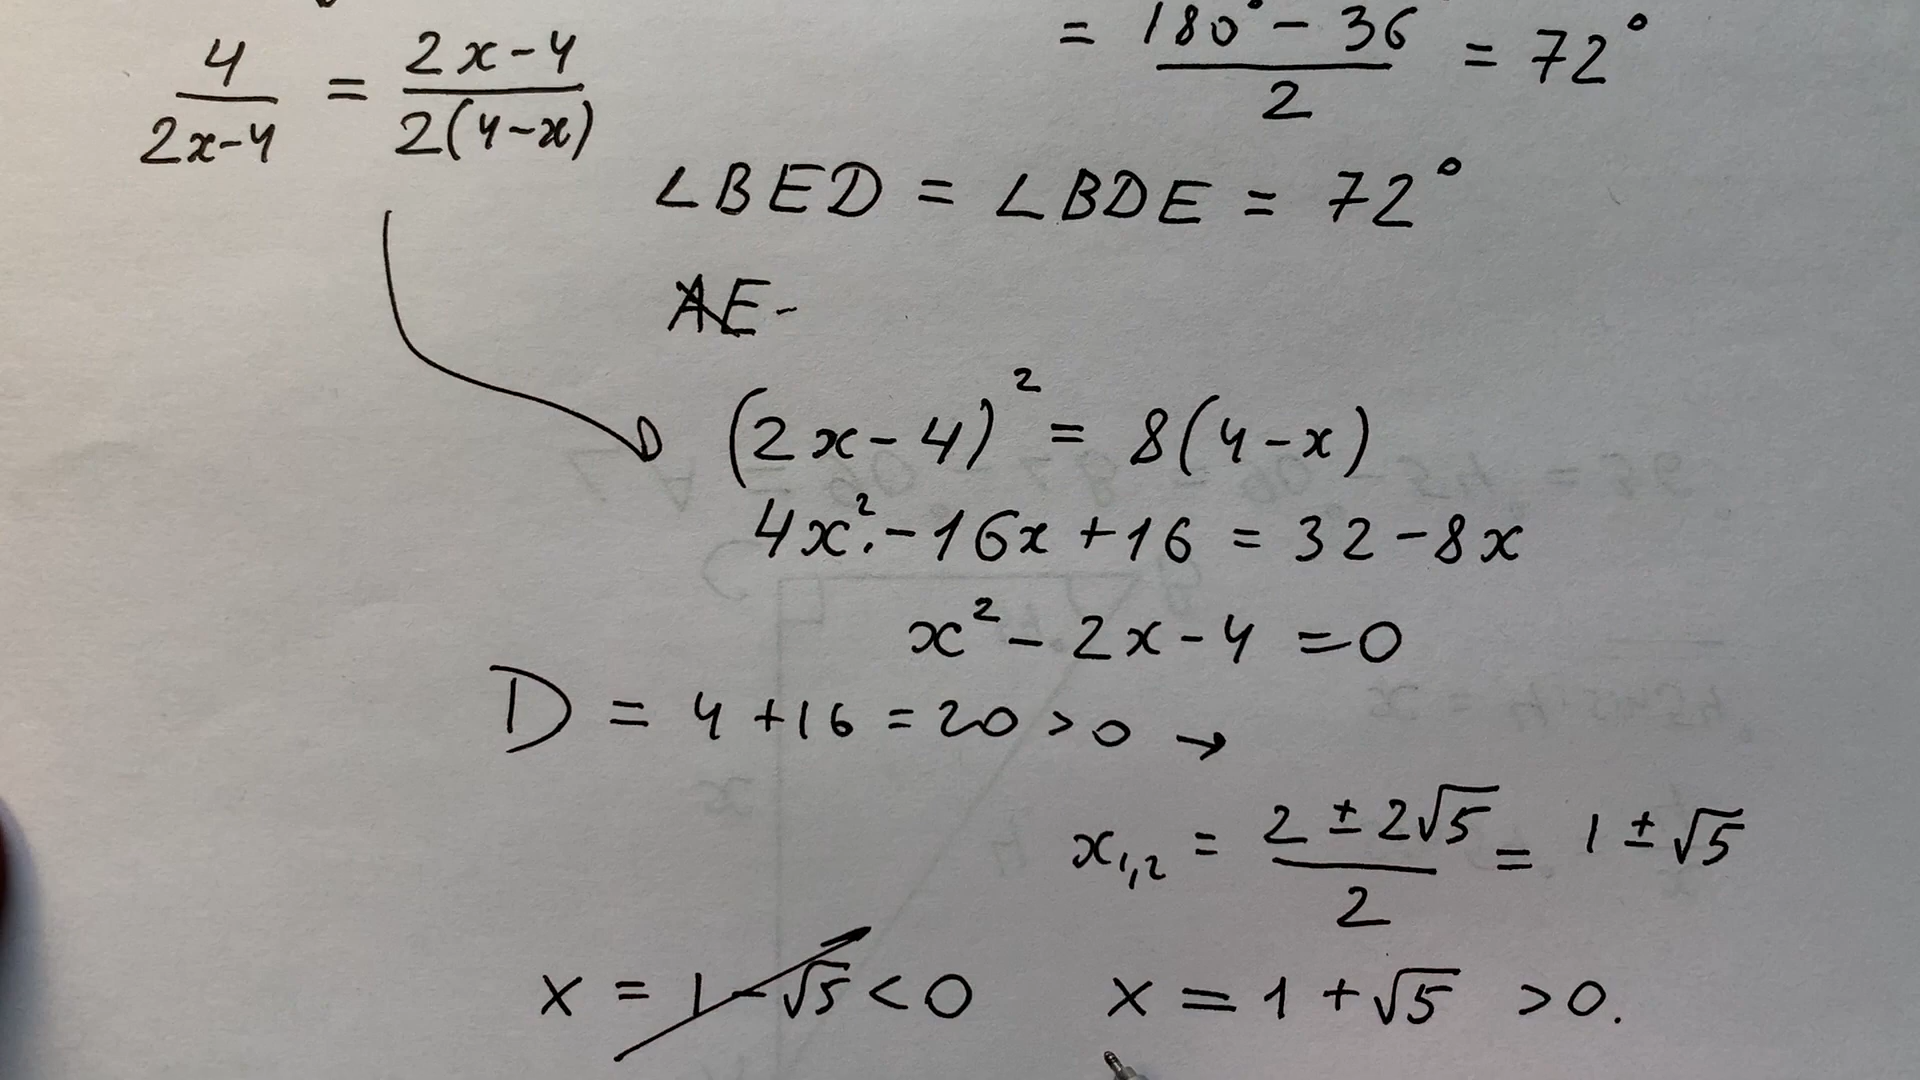 = (180° - 36) / 2 = 72°
4 / (2x-4) = (2x-4) / (2(4-x))
∠BED = ∠BDE = 72°
AE-
(2x-4)² = 8(4-x)
4x².-16x+16 = 32-8x
x² - 2x-4 = 0
D = 4+16 = 20 > 0 →
x₁,₂ = (2 ± 2√5) / 2 = 1 ± √5
x = 1-√5 < 0 x = 1+√5 > 0.